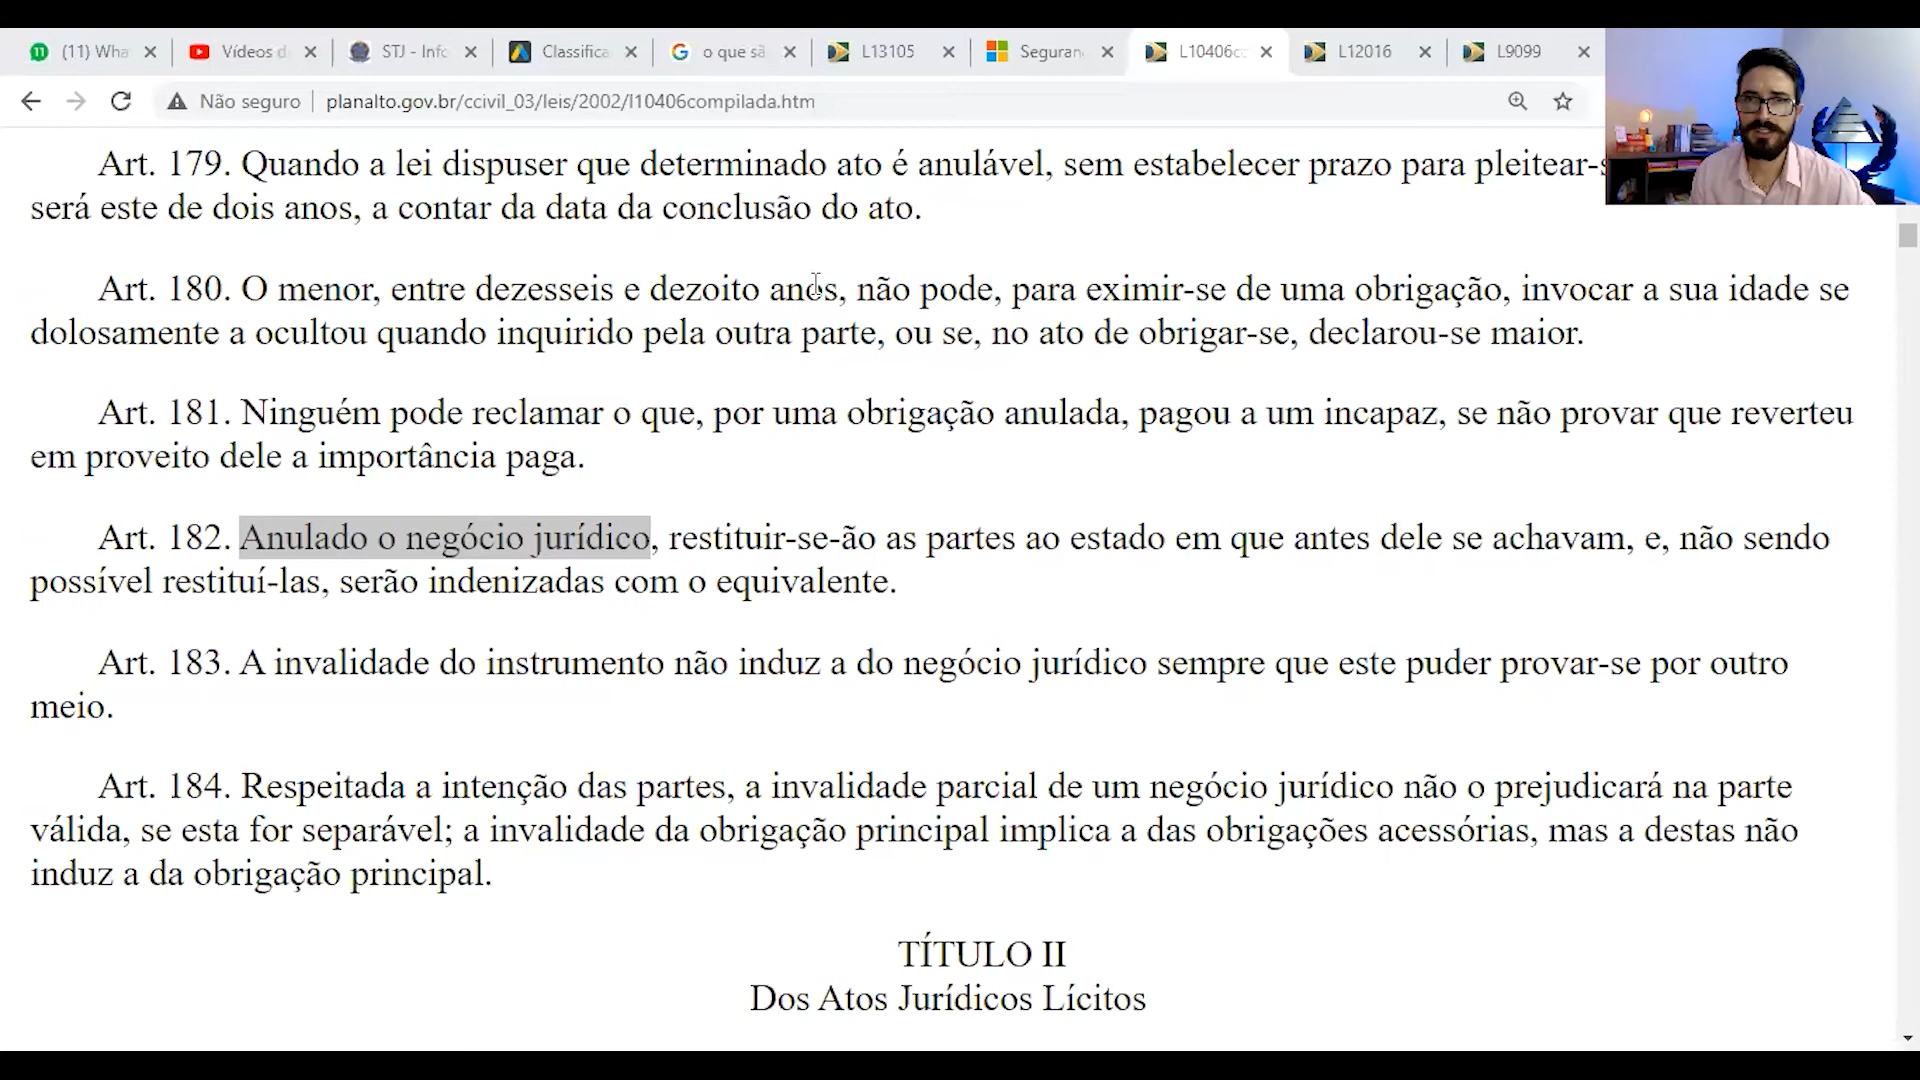 (11) Wha
Vídeos d
STJ - Info
Classifica
o que sã
L13105
Seguran
L10406co
L12016
L9099
Não seguro
planalto.gov.br/ccivil_03/leis/2002/l10406compilada.htm
Art. 179. Quando a lei dispuser que determinado ato é anulável, sem estabelecer prazo para pleitear-s
será este de dois anos, a contar da data da conclusão do ato.
Art. 180. O menor, entre dezesseis e dezoito anos, não pode, para eximir-se de uma obrigação, invocar a sua idade se
dolosamente a ocultou quando inquirido pela outra parte, ou se, no ato de obrigar-se, declarou-se maior.
Art. 181. Ninguém pode reclamar o que, por uma obrigação anulada, pagou a um incapaz, se não provar que reverteu
em proveito dele a importância paga.
Art. 182. Anulado o negócio jurídico, restituir-se-ão as partes ao estado em que antes dele se achavam, e, não sendo
possível restituí-las, serão indenizadas com o equivalente.
Art. 183. A invalidade do instrumento não induz a do negócio jurídico sempre que este puder provar-se por outro
meio.
Art. 184. Respeitada a intenção das partes, a invalidade parcial de um negócio jurídico não o prejudicará na parte
válida, se esta for separável; a invalidade da obrigação principal implica a das obrigações acessórias, mas a destas não
induz a da obrigação principal.
TÍTULO II
Dos Atos Jurídicos Lícitos